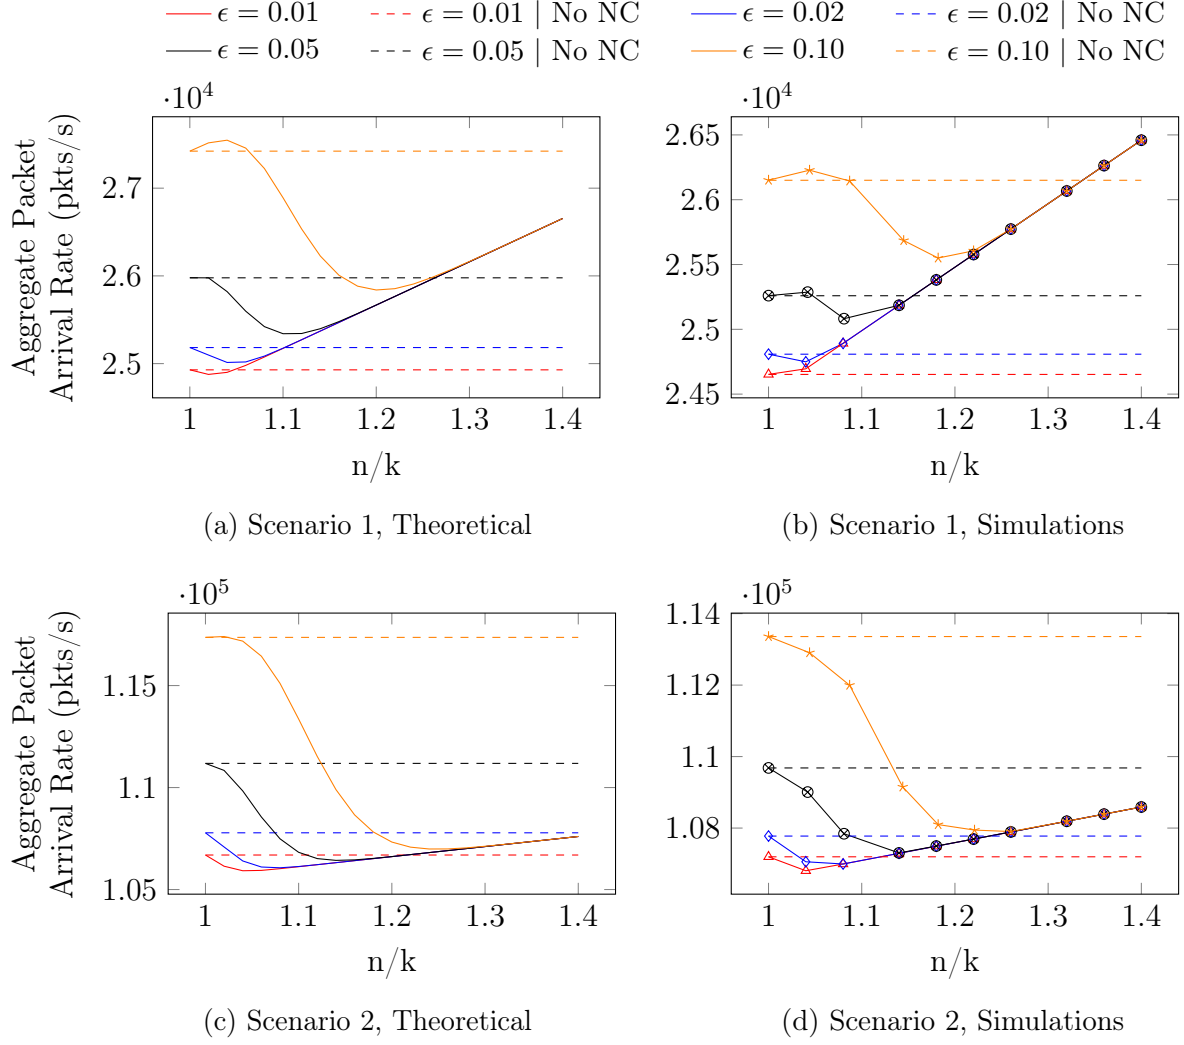 ϵ = 0.01 ϵ = 0.01 | No NC ϵ = 0.02 ϵ = 0.02 | No NC
ϵ = 0.05 ϵ = 0.05 | No NC ϵ = 0.10 ϵ = 0.10 | No NC
·10⁴
Aggregate Packet
Arrival Rate (pkts/s)
2.7
2.6
2.5
1 1.1 1.2 1.3 1.4
n/k
(a) Scenario 1, Theoretical
·10⁴
2.65
2.6
2.55
2.5
2.45
1 1.1 1.2 1.3 1.4
n/k
(b) Scenario 1, Simulations
·10⁵
Aggregate Packet
Arrival Rate (pkts/s)
1.15
1.1
1.05
1 1.1 1.2 1.3 1.4
n/k
(c) Scenario 2, Theoretical
·10⁵
1.14
1.12
1.1
1.08
1 1.1 1.2 1.3 1.4
n/k
(d) Scenario 2, Simulations